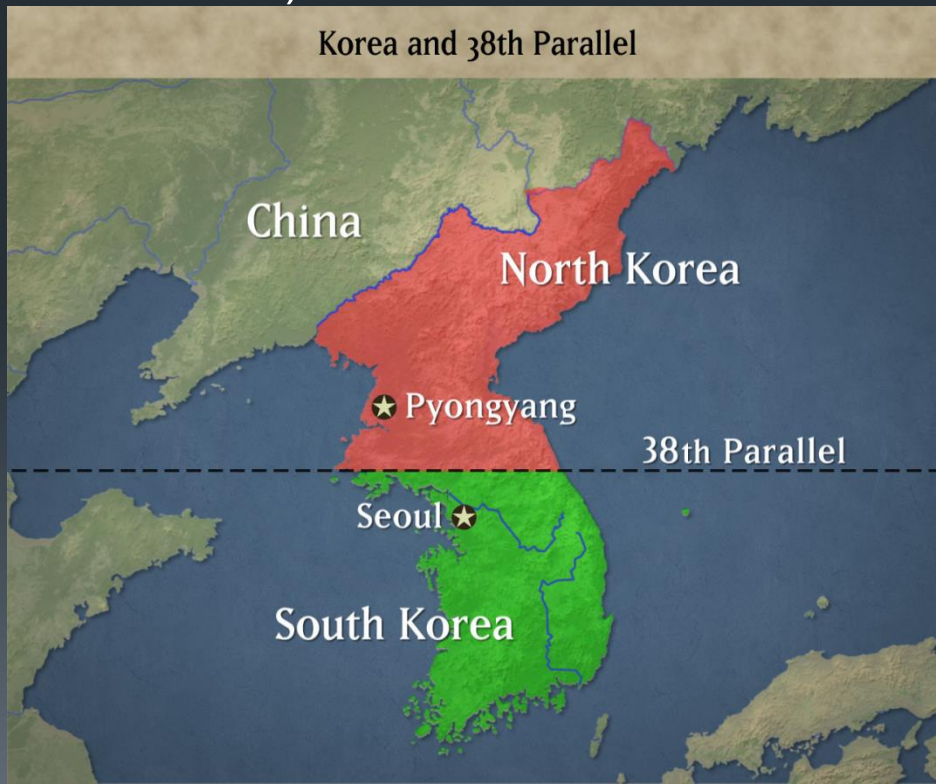 Korea and 38th Parallel
China
North Korea
Pyongyang
38th Parallel
Seoul
South Korea